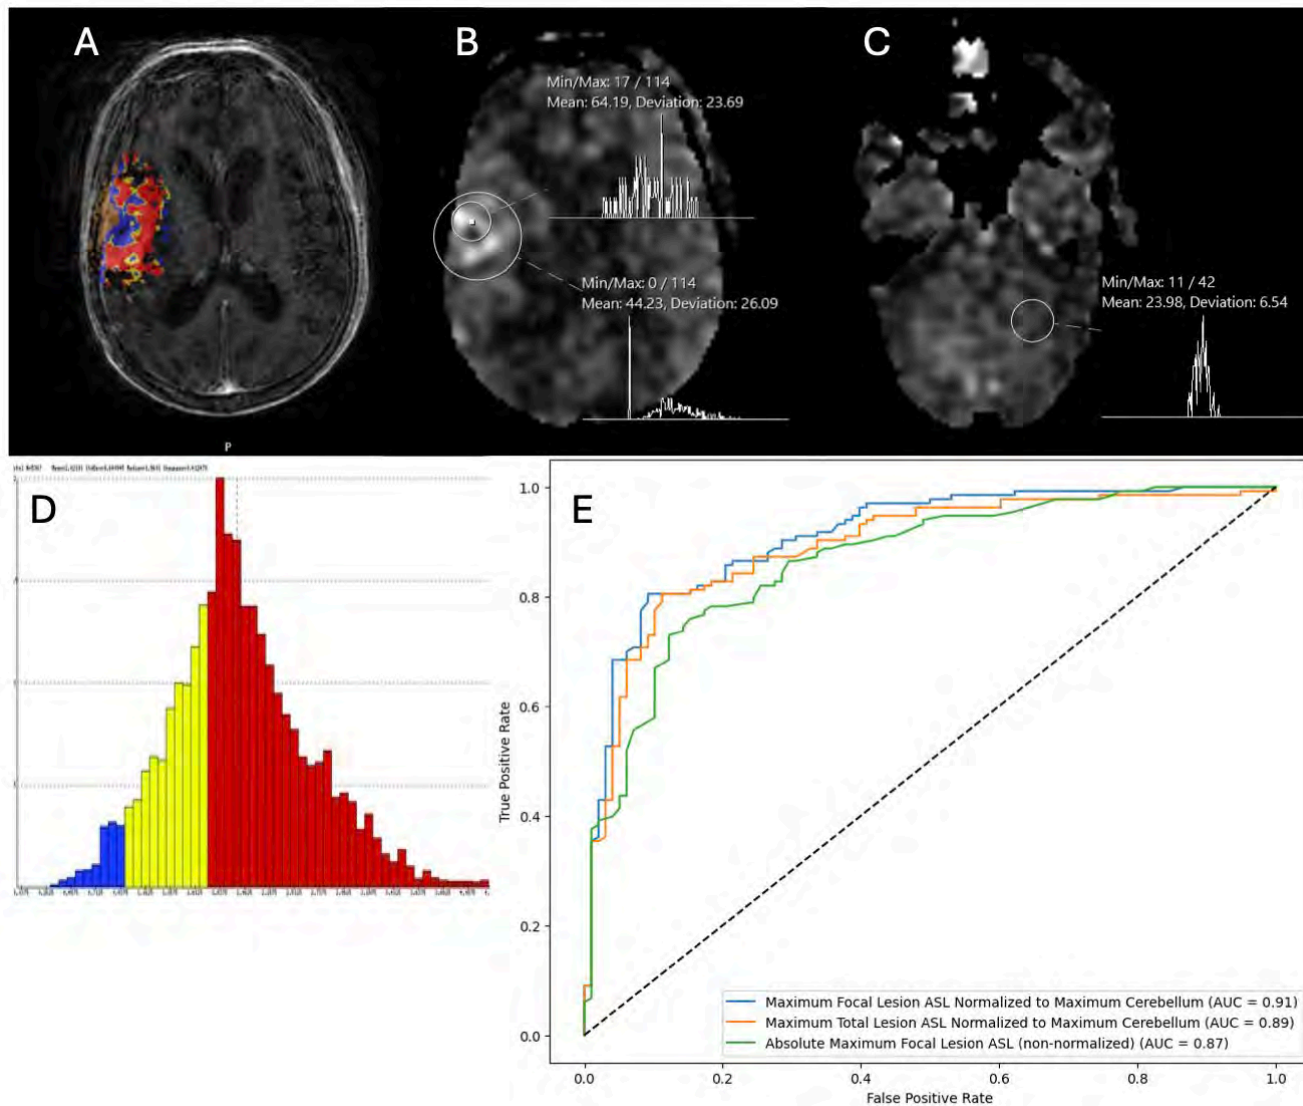 A
B
C
Min/Max: 17 / 114
Mean: 64.19, Deviation: 23.69
Min/Max: 0 / 114
Mean: 44.23, Deviation: 26.09
Min/Max: 11 / 42
Mean: 23.98, Deviation: 6.54
P
D
E
True Positive Rate
1.0
0.8
0.6
0.4
0.2
0.0
Maximum Focal Lesion ASL Normalized to Maximum Cerebellum (AUC = 0.91)
Maximum Total Lesion ASL Normalized to Maximum Cerebellum (AUC = 0.89)
Absolute Maximum Focal Lesion ASL (non-normalized) (AUC = 0.87)
0.0 0.2 0.4 0.6 0.8 1.0
False Positive Rate